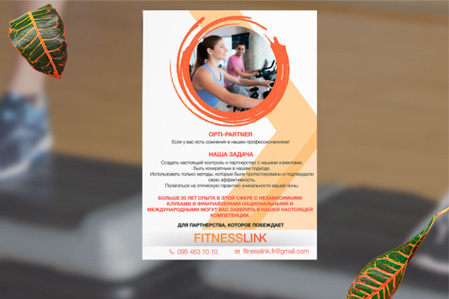 OPTI-PARTNER
Если у вас есть сомнения в нашем профессионализме!
НАША ЗАДАЧА
Создать настоящий контроль и партнерство с нашими клиентами.
Быть конкретным в нашем подходе.
Использовать только методы, которые были протестированы и подтвердили
свою эффективность.
Полагаться на этическую гарантию уникальности вашей зоны.
БОЛЬШЕ 20 ЛЕТ ОПЫТА В ЭТОЙ СФЕРЕ С НЕЗАВИСИМЫМИ
КЛУБАМИ И ФРАНЧАЙЗЕРАМИ НАЦИОНАЛЬНЫМИ И
МЕЖДУНАРОДНЫМИ МОГУТ ВАС ЗАВЕРИТЬ В НАШЕЙ НАСТОЯЩЕЙ
КОМПЕТЕНЦИИ.
ДЛЯ ПАРТНЕРСТВА, КОТОРОЕ ПОБЕЖДАЕТ
FITNESSLINK
095 463 10 10 fitnesslink.fr@gmail.com